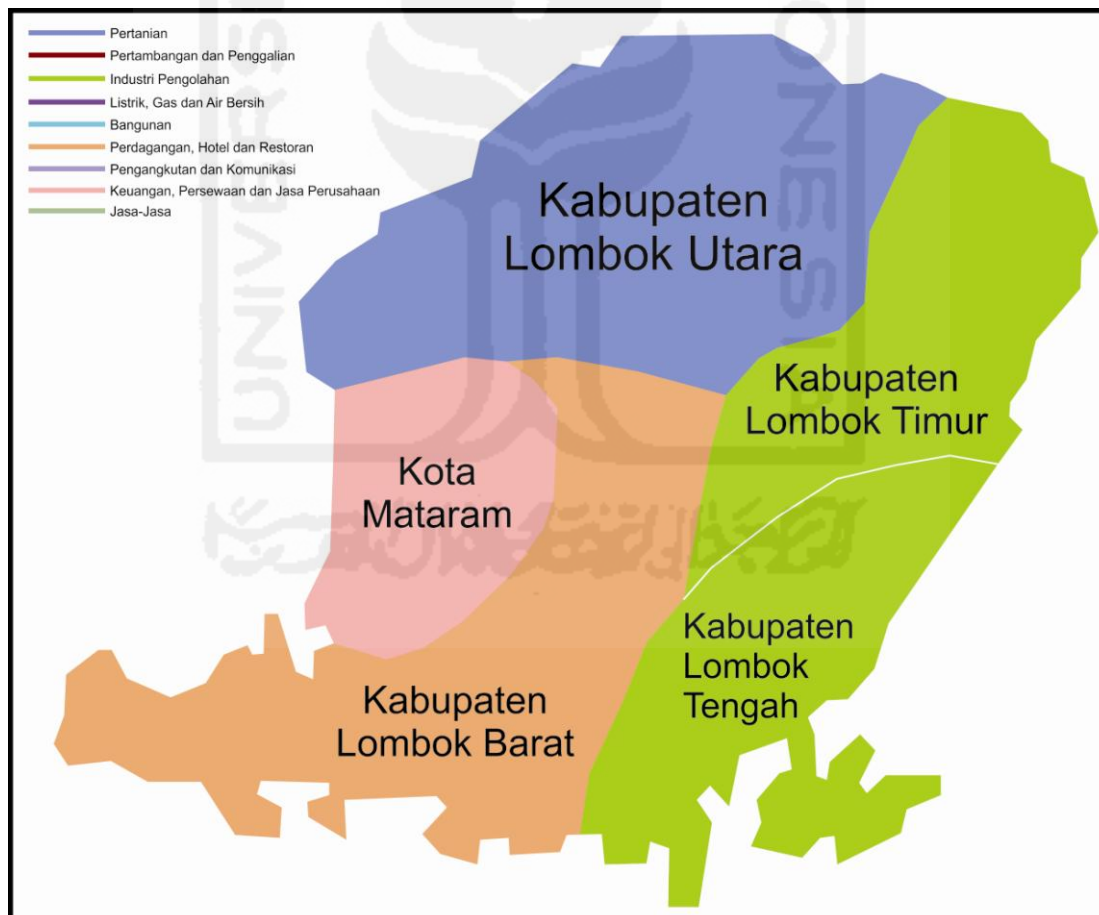 Pertanian
Pertambangan dan Penggalian
Industri Pengolahan
Listrik, Gas dan Air Bersih
Bangunan
Perdagangan, Hotel dan Restoran
Pengangkutan dan Komunikasi
Keuangan, Persewaan dan Jasa Perusahaan
Jasa-Jasa
Kabupaten
Lombok Utara
Kabupaten
Lombok Timur
Kota
Mataram
Kabupaten
Lombok
Tengah
Kabupaten
Lombok Barat